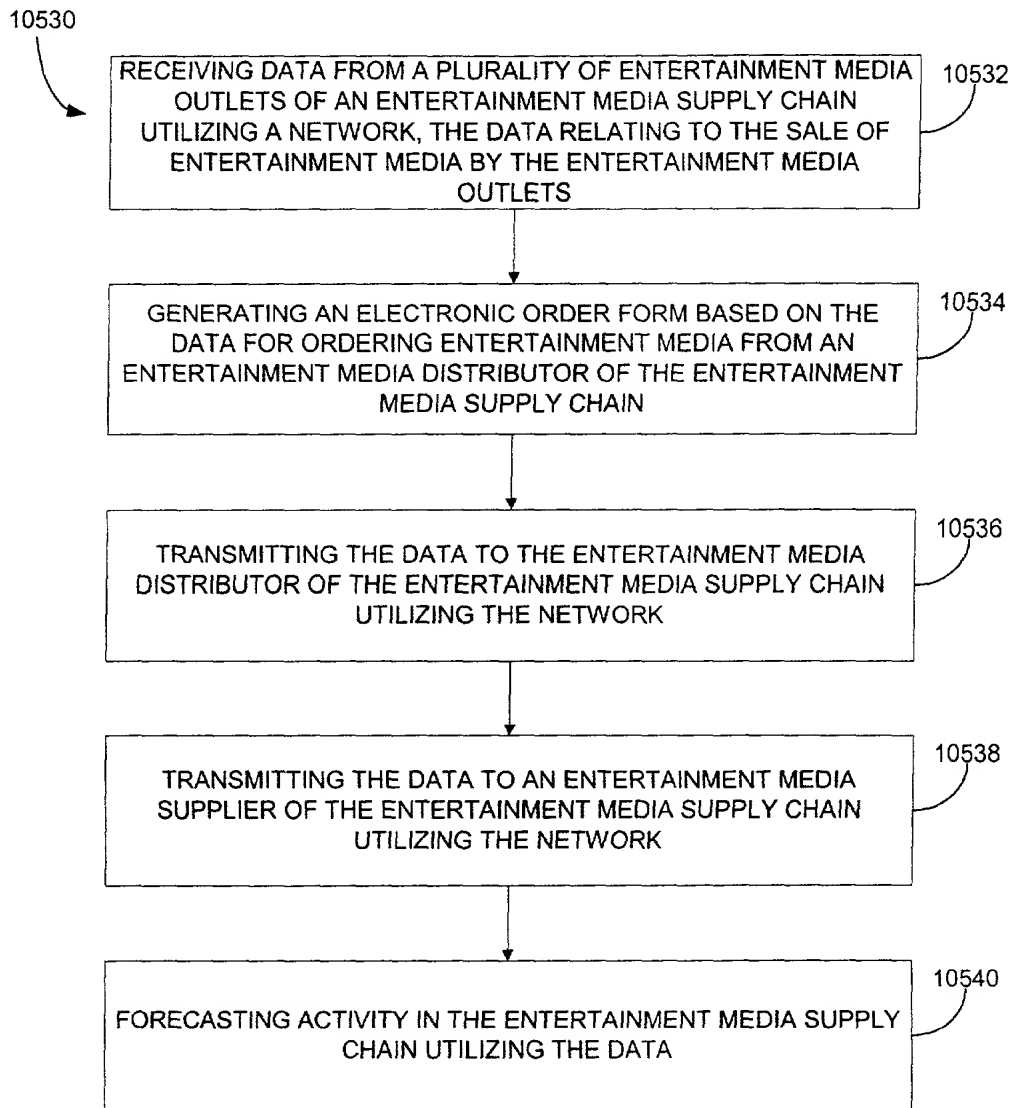 10530
RECEIVING DATA FROM A PLURALITY OF ENTERTAINMENT MEDIA
OUTLETS OF AN ENTERTAINMENT MEDIA SUPPLY CHAIN
UTILIZING A NETWORK, THE DATA RELATING TO THE SALE OF
ENTERTAINMENT MEDIA BY THE ENTERTAINMENT MEDIA
OUTLETS
10532
GENERATING AN ELECTRONIC ORDER FORM BASED ON THE
DATA FOR ORDERING ENTERTAINMENT MEDIA FROM AN
ENTERTAINMENT MEDIA DISTRIBUTOR OF THE ENTERTAINMENT
MEDIA SUPPLY CHAIN
10534
TRANSMITTING THE DATA TO THE ENTERTAINMENT MEDIA
DISTRIBUTOR OF THE ENTERTAINMENT MEDIA SUPPLY CHAIN
UTILIZING THE NETWORK
10536
TRANSMITTING THE DATA TO AN ENTERTAINMENT MEDIA
SUPPLIER OF THE ENTERTAINMENT MEDIA SUPPLY CHAIN
UTILIZING THE NETWORK
10538
FORECASTING ACTIVITY IN THE ENTERTAINMENT MEDIA SUPPLY
CHAIN UTILIZING THE DATA
10540